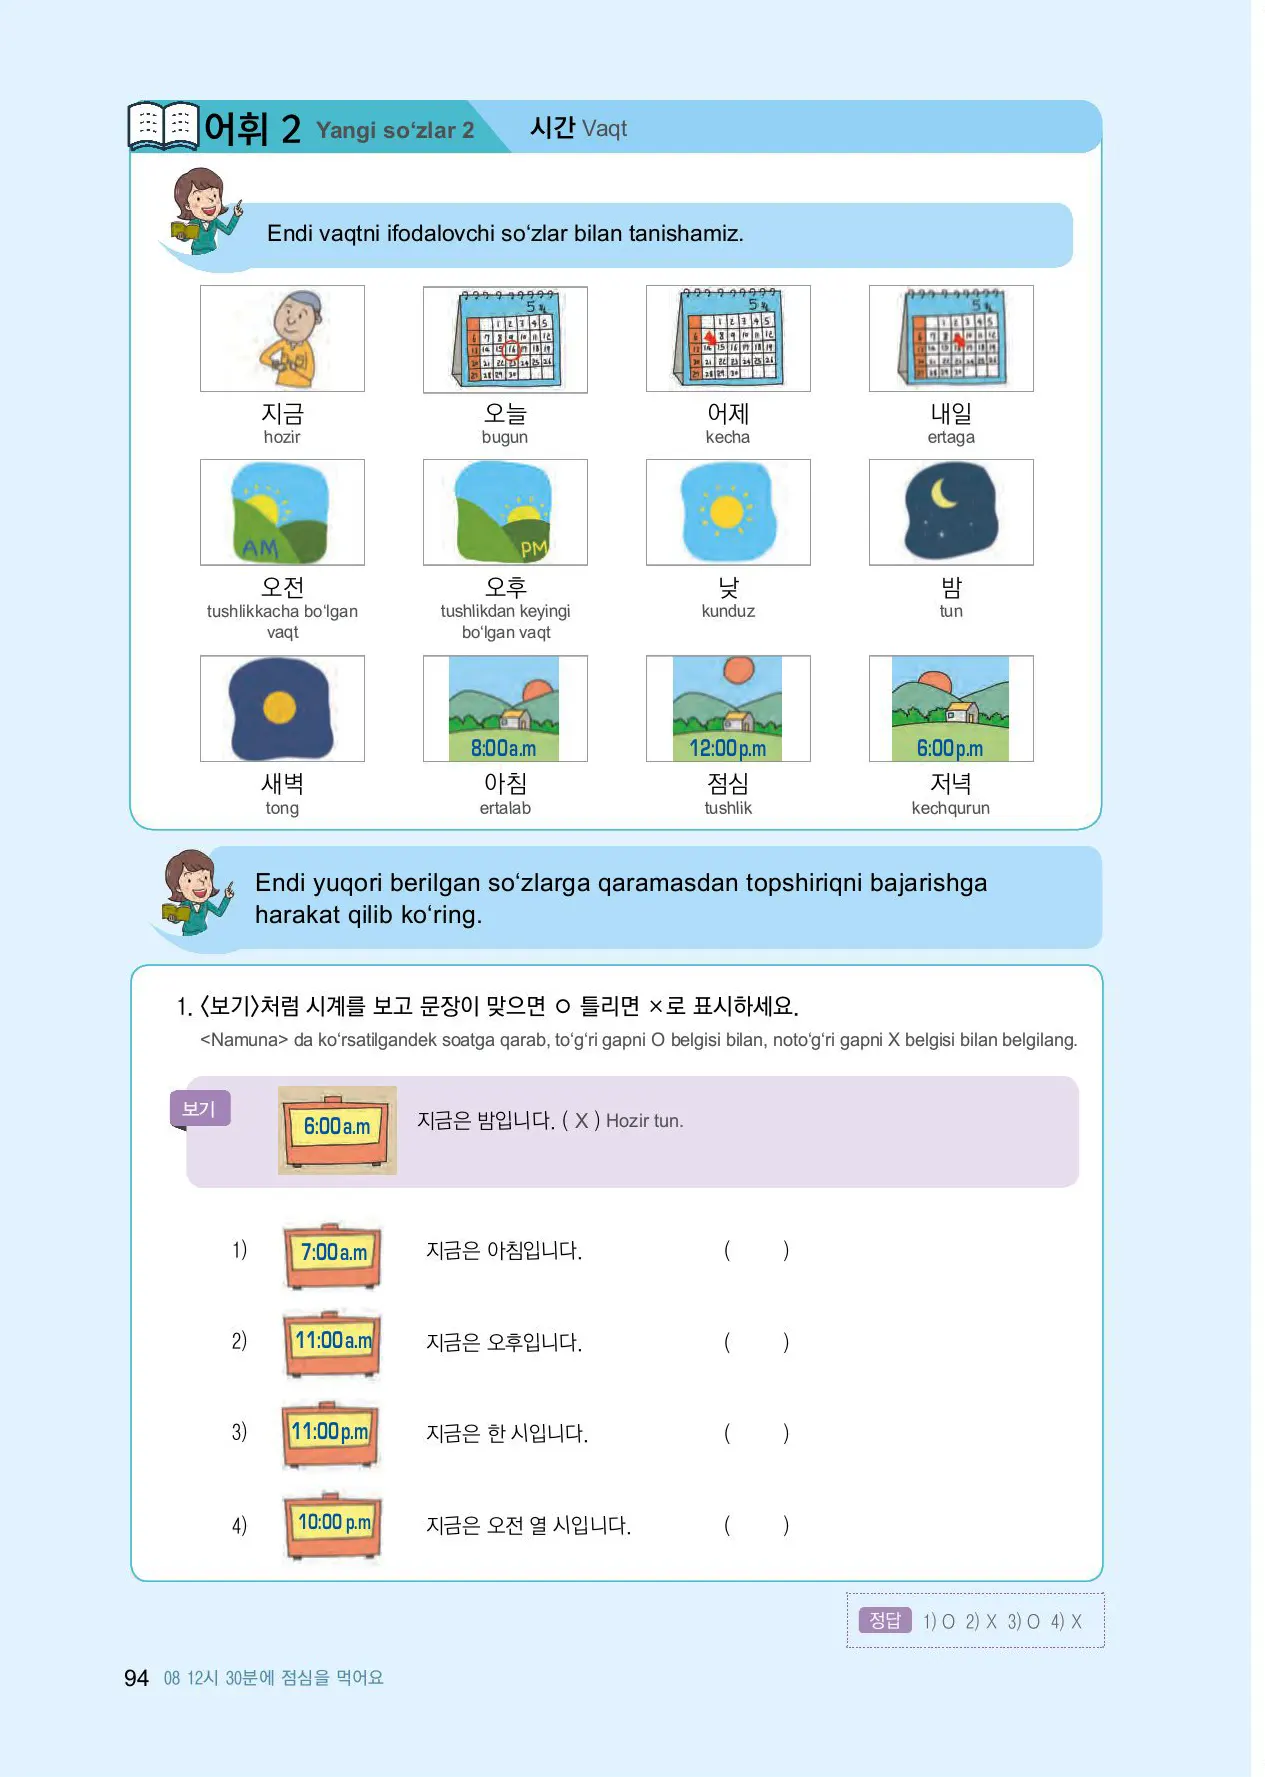 어휘 2 Yangi so‘zlar 2 시간 Vaqt
Endi vaqtni ifodalovchi so‘zlar bilan tanishamiz.
지금 오늘 어제 내일
hozir bugun kecha ertaga
AM PM
오전 오후 낮 밤
tushlikkacha bo‘lgan tushlikdan keyingi kunduz tun
vaqt bo‘lgan vaqt
8:00a.m 12:00p.m 6:00p.m
새벽 아침 점심 저녁
tong ertalab tushlik kechqurun
Endi yuqori berilgan so‘zlarga qaramasdan topshiriqni bajarishga
harakat qilib ko‘ring.
1. 〈보기〉처럼 시계를 보고 문장이 맞으면 ㅇ 틀리면 ×로 표시하세요.
<Namuna> da ko‘rsatilgandek soatga qarab, to‘g‘ri gapni O belgisi bilan, noto‘g‘ri gapni X belgisi bilan belgilang.
보기 6:00a.m 지금은 밤입니다. ( X ) Hozir tun.
1) 7:00a.m 지금은 아침입니다. ( )
2) 11:00a.m 지금은 오후입니다. ( )
3) 11:00p.m 지금은 한 시입니다. ( )
4) 10:00 p.m 지금은 오전 열 시입니다. ( )
정답 1) O 2) X 3) O 4) X
94 08 12시 30분에 점심을 먹어요